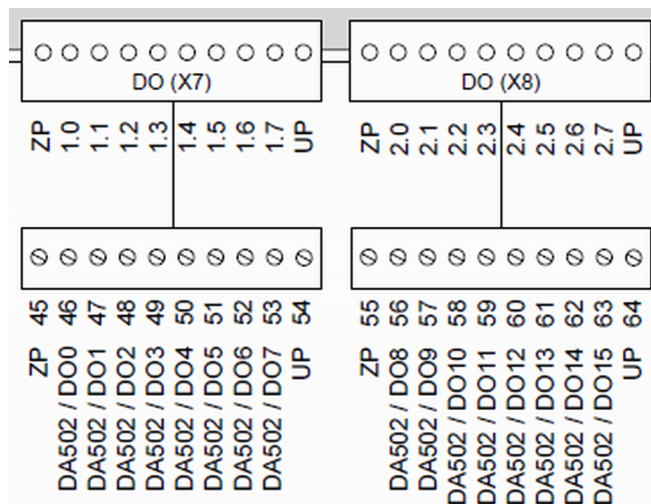 DO (X7) DO (X8)
ZP 1.0 1.1 1.2 1.3 1.4 1.5 1.6 1.7 UP ZP 2.0 2.1 2.2 2.3 2.4 2.5 2.6 2.7 UP
45 46 47 48 49 50 51 52 53 54 55 56 57 58 59 60 61 62 63 64
ZP
DA502 / DO0
DA502 / DO1
DA502 / DO2
DA502 / DO3
DA502 / DO4
DA502 / DO5
DA502 / DO6
DA502 / DO7
UP
ZP
DA502 / DO8
DA502 / DO9
DA502 / DO10
DA502 / DO11
DA502 / DO12
DA502 / DO13
DA502 / DO14
DA502 / DO15
UP